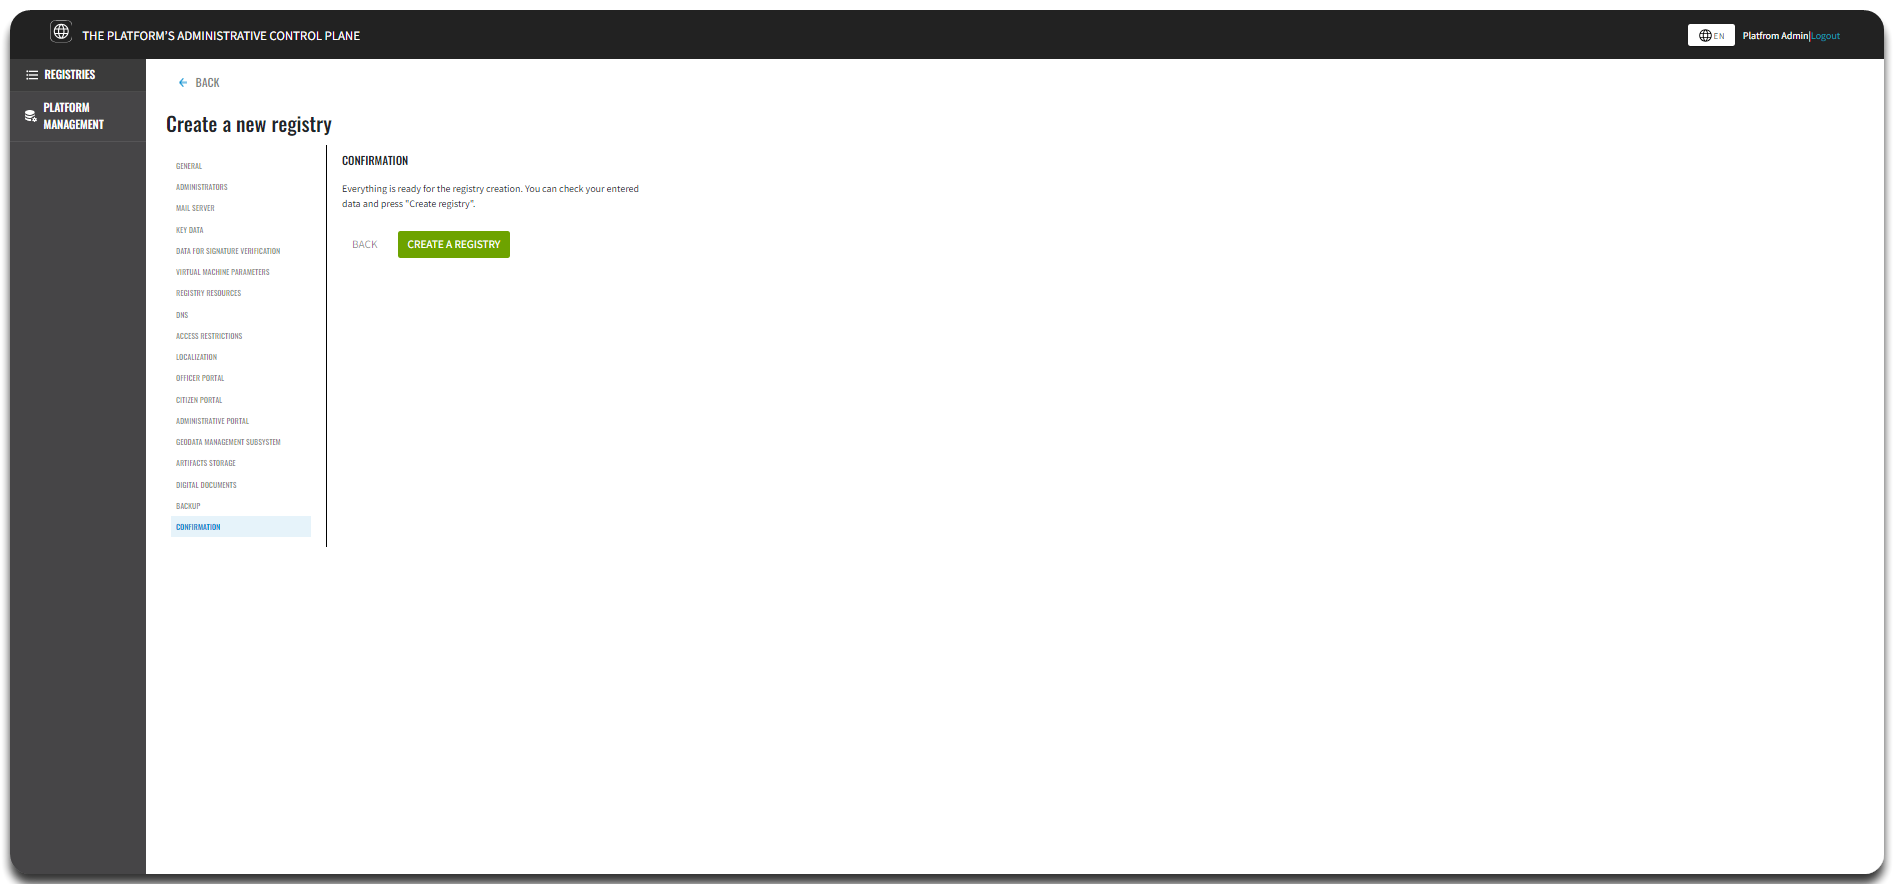 THE PLATFORM'S ADMINISTRATIVE CONTROL PLANE
EN
Platfrom Admin|Logout
REGISTRIES
PLATFORM
MANAGEMENT
BACK
Create a new registry
GENERAL
ADMINISTRATORS
MAIL SERVER
KEY DATA
DATA FOR SIGNATURE VERIFICATION
VIRTUAL MACHINE PARAMETERS
REGISTRY RESOURCES
DNS
ACCESS RESTRICTIONS
LOCALIZATION
OFFICER PORTAL
CITIZEN PORTAL
ADMINISTRATIVE PORTAL
GEODATA MANAGEMENT SUBSYSTEM
ARTIFACTS STORAGE
DIGITAL DOCUMENTS
BACKUP
CONFIRMATION
CONFIRMATION
Everything is ready for the registry creation. You can check your entered
data and press "Create registry".
BACK
CREATE A REGISTRY